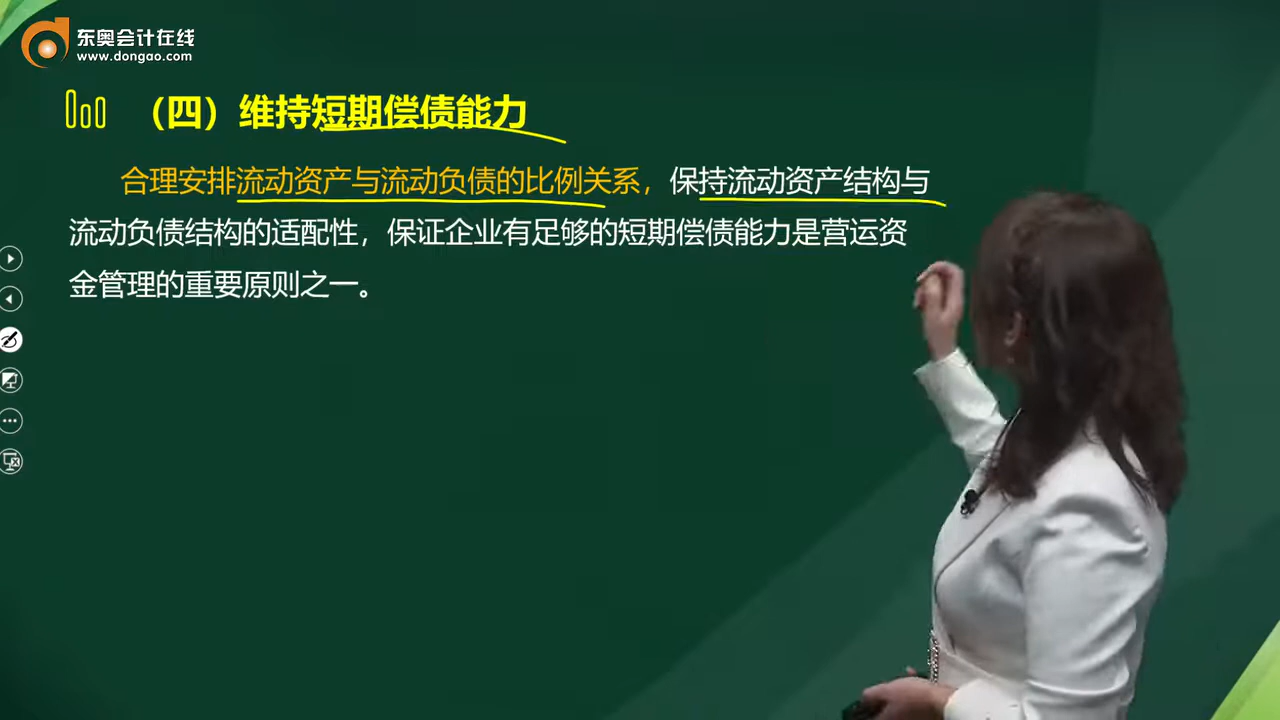 东奥会计在线
www.dongao.com
（四）维持短期偿债能力
合理安排流动资产与流动负债的比例关系，保持流动资产结构与
流动负债结构的适配性，保证企业有足够的短期偿债能力是营运资
金管理的重要原则之一。